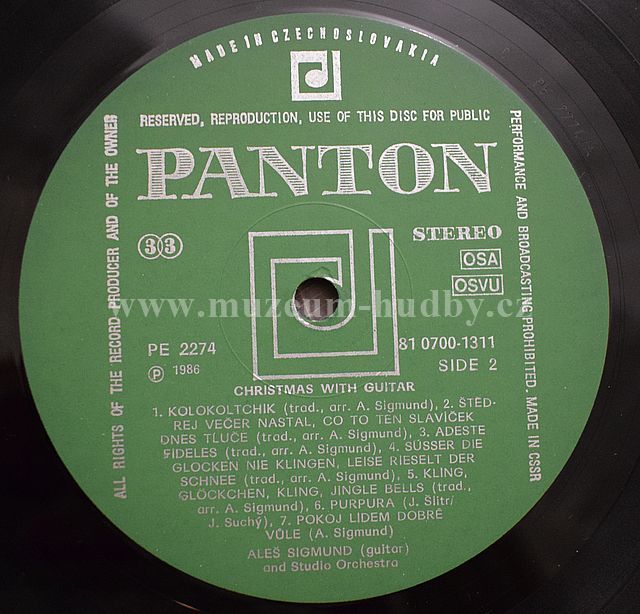 MADE IN CZECHOSLOVAKIA
RESERVED, REPRODUCTION, USE OF THIS DISC FOR PUBLIC
PERFORMANCE AND BROADCASTING PROHIBITED. MADE IN CSSR
ALL RIGHTS OF THE RECORD PRODUCER AND OF THE OWNER
PANTON
33
STEREO
OSA
OSVU
www.muzeum-hudby.cz
PE 2274
81 0700-1311
Ⓟ 1986
SIDE 2
CHRISTMAS WITH GUITAR
1. KOLOKOLTCHIK (trad., arr. A. Sigmund), 2. ŠTĚD-
REJ VEČER NASTAL, CO TO TEN SLAVÍČEK
DNES TLUČE (trad., arr. A. Sigmund), 3. ADESTE
FIDELES (trad., arr. A. Sigmund), 4. SÜSSER DIE
GLOCKEN NIE KLINGEN, LEISE RIESELT DER
SCHNEE (trad., arr. A. Sigmund), 5. KLING,
GLÖCKCHEN, KLING, JINGLE BELLS (trad.,
arr. A. Sigmund), 6. PURPURA (J. Šlitr/
J. Suchý), 7. POKOJ LIDEM DOBRÉ
VŮLE (A. Sigmund)
ALEŠ SIGMUND (guitar)
and Studio Orchestra